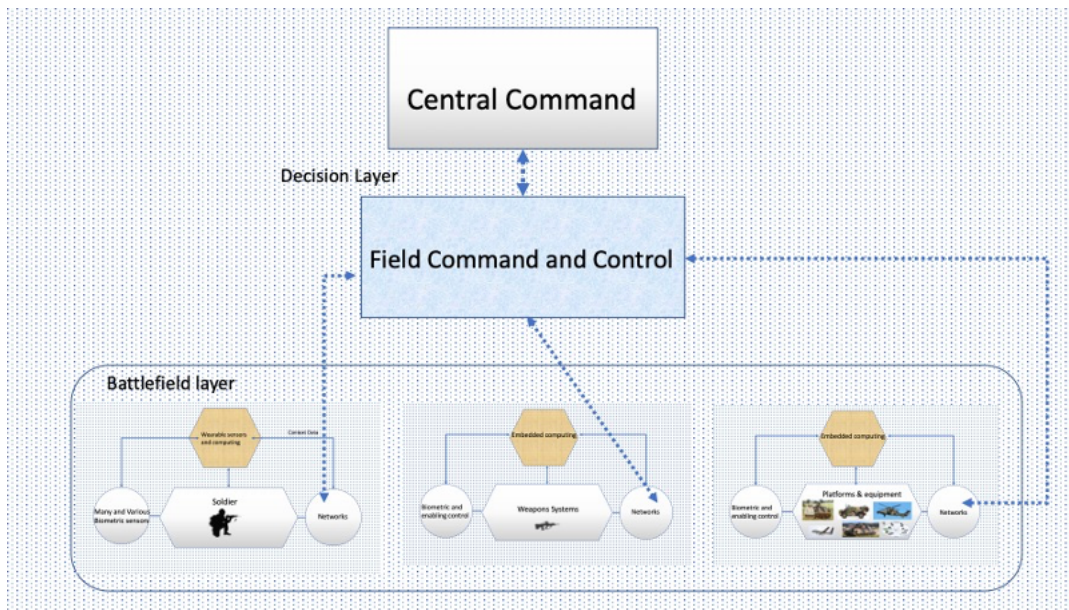 Central Command
Decision Layer
Field Command and Control
Battlefield layer
Wearable sensors
and computing
Context Data
Many and Various
Biometric sensors
Soldier
Networks
Embedded computing
Biometric and
enabling control
Weapons Systems
Networks
Embedded computing
Biometric and
enabling control
Platforms & equipment
Networks